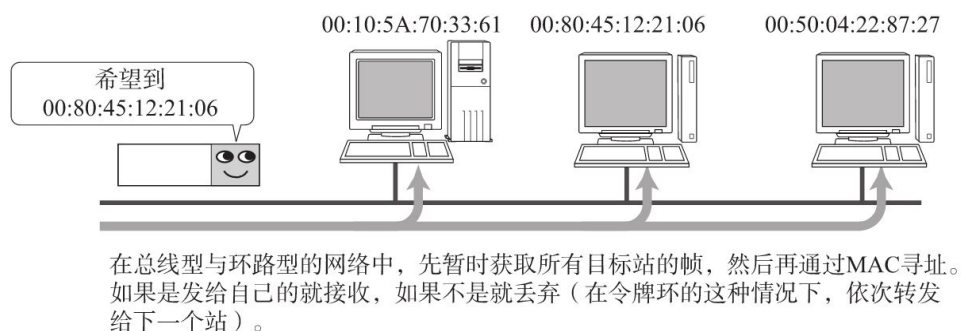 00:10:5A:70:33:61 00:80:45:12:21:06 00:50:04:22:87:27
希望到
00:80:45:12:21:06
在总线型与环路型的网络中，先暂时获取所有目标站的帧，然后再通过MAC寻址。
如果是发给自己的就接收，如果不是就丢弃（在令牌环的这种情况下，依次转发
给下一个站）。